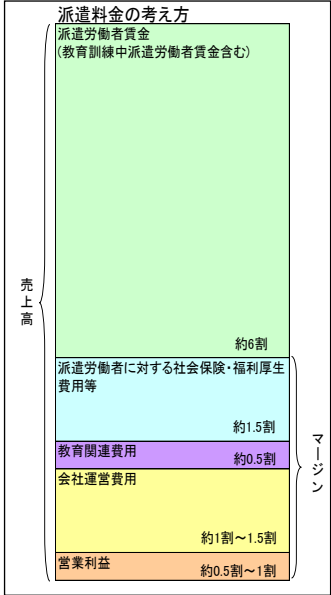 派遣料金の考え方
派遣労働者賃金
(教育訓練中派遣労働者賃金含む)
約6割
派遣労働者に対する社会保険・福利厚生
費用等
約1.5割
教育関連費用
約0.5割
会社運営費用
約1割～1.5割
営業利益
約0.5割～1割
売上高
マージン